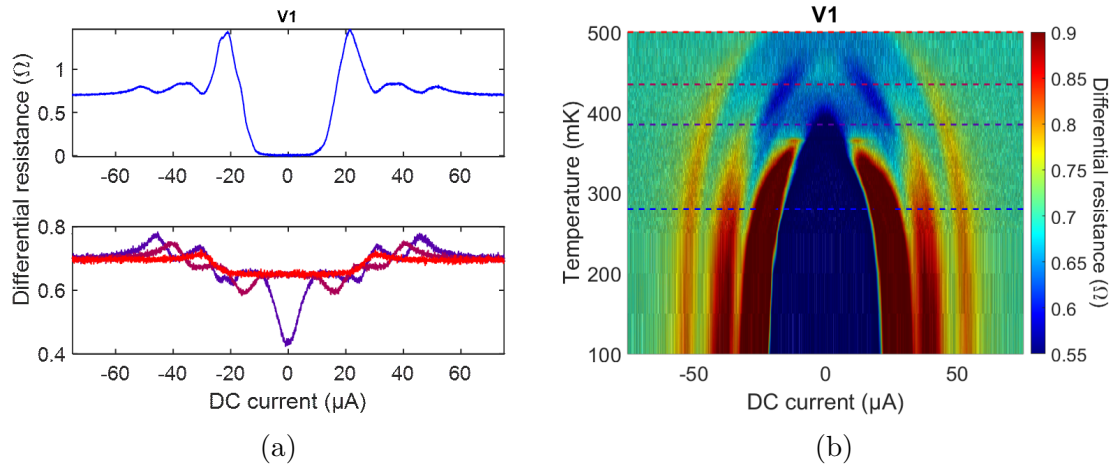 V1
Differential resistance (Ω)
1
0.5
0
-60 -40 -20 0 20 40 60
0.8
0.6
0.4
-60 -40 -20 0 20 40 60
DC current (µA)
(a)
V1
Temperature (mK)
500
400
300
200
100
-50 0 50
DC current (µA)
0.9
0.85
0.8
0.75
0.7
0.65
0.6
0.55
Differential resistance (Ω)
(b)